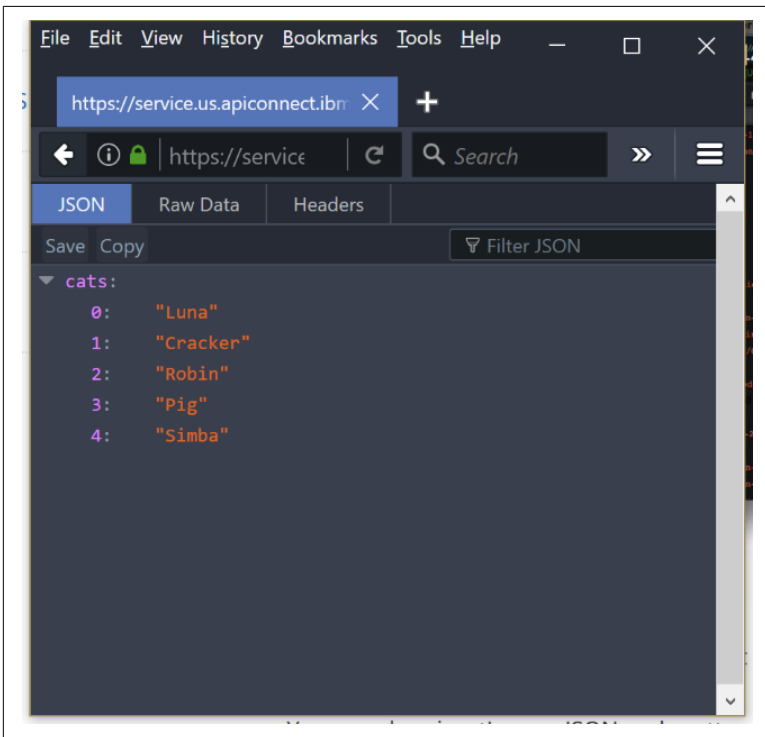 File Edit View History Bookmarks Tools Help
https://service.us.apiconnect.ibm
https://service Search
JSON Raw Data Headers
Save Copy Filter JSON
cats:
0: "Luna"
1: "Cracker"
2: "Robin"
3: "Pig"
4: "Simba"